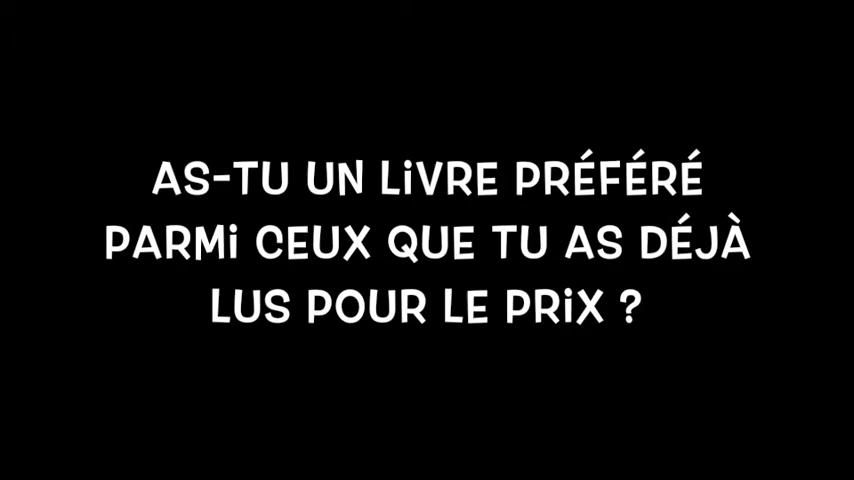 AS-TU UN LiVRE PRÉFÉRÉ
PARMi CEUX QUE TU AS DÉJÀ
LUS POUR LE PRiX ?